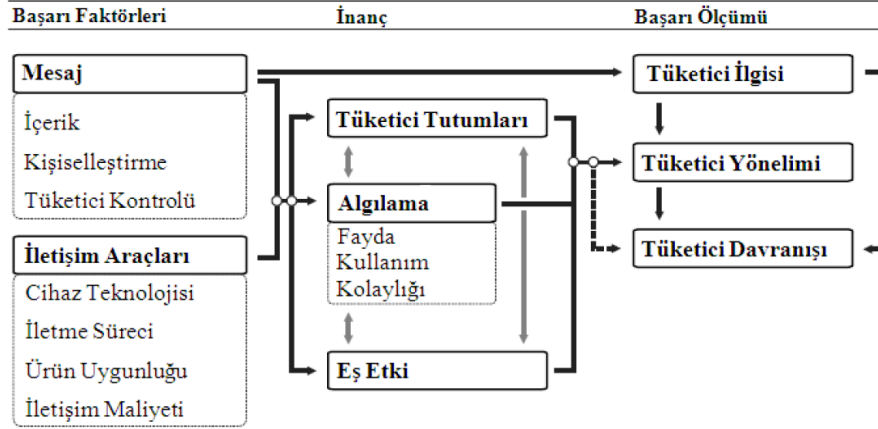 Başarı Faktörleri
İnanç
Başarı Ölçümü
Mesaj
İçerik
Kişiselleştirme
Tüketici Kontrolü
İletişim Araçları
Cihaz Teknolojisi
İletme Süreci
Ürün Uygunluğu
İletişim Maliyeti
Tüketici Tutumları
Algılama
Fayda
Kullanım
Kolaylığı
Eş Etki
Tüketici İlgisi
Tüketici Yönelimi
Tüketici Davranışı